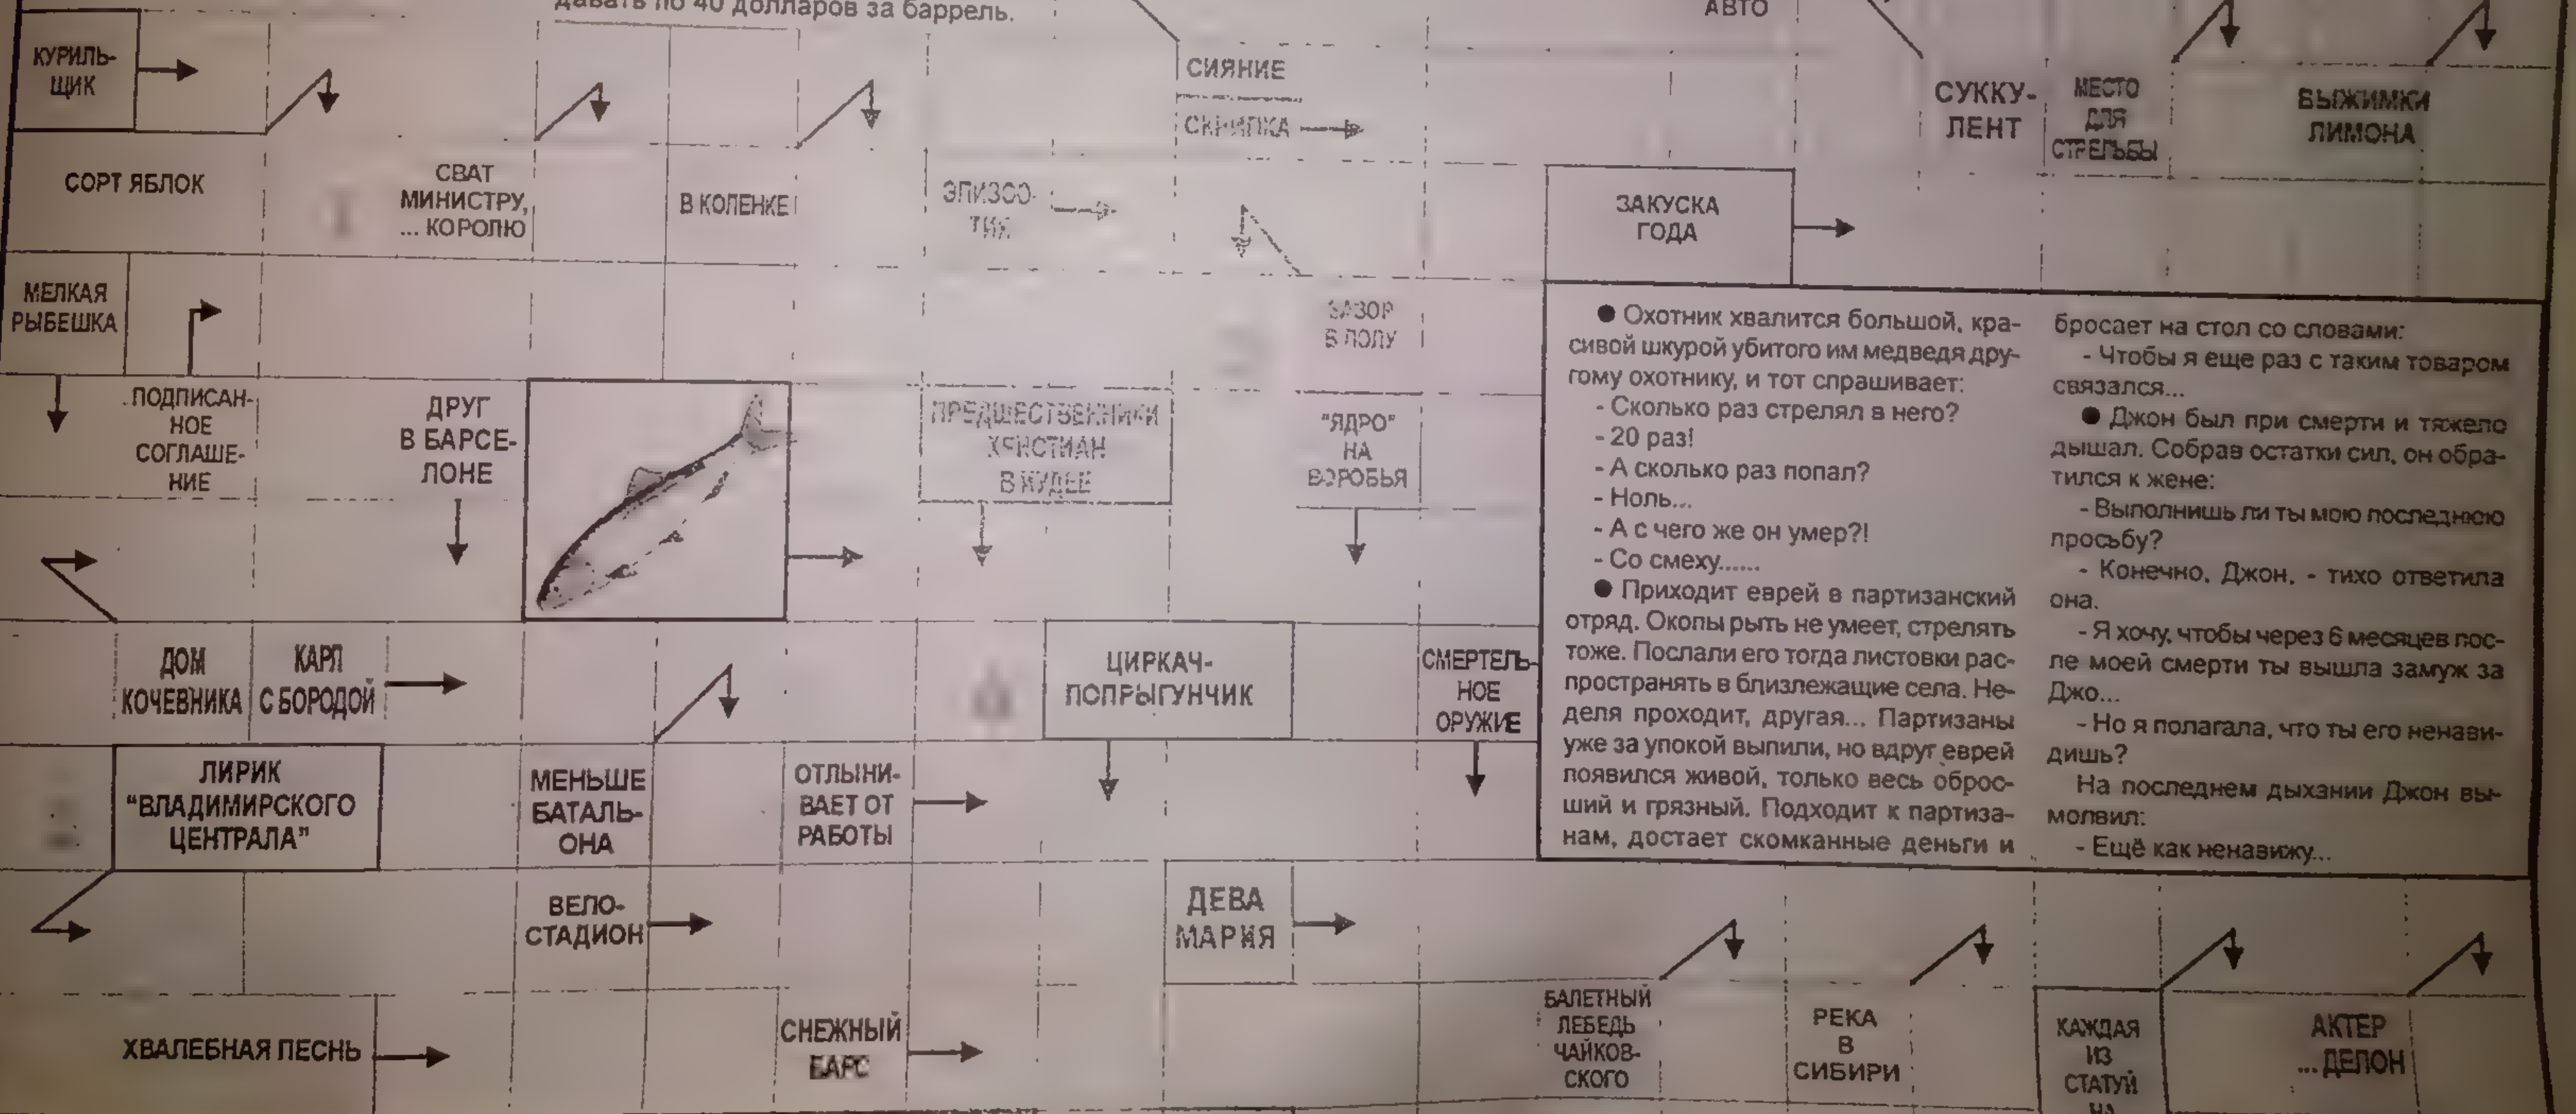 давать по 40 долларов за баррель.
АВТО
КУРИЛЬ-
ЩИК
СИЯНИЕ
СКРИПКА
СУККУ-
ЛЕНТ
МЕСТО
ДЛЯ
СТРЕЛЬБЫ
ВЫЖИМКИ
ЛИМОНА
СОРТ ЯБЛОК
СВАТ
МИНИСТРУ,
... КОРОЛЮ
В КОЛЕНКЕ
ЭПИЗОО-
ТИЯ
ЗАКУСКА
ГОДА
МЕЛКАЯ
РЫБЕШКА
ЗАЗОР
В ПОЛУ
ПОДПИСАН-
НОЕ
СОГЛАШЕ-
НИЕ
ДРУГ
В БАРСЕ-
ЛОНЕ
ПРЕДШЕСТВЕННИКИ
ХРИСТИАН
В ИУДЕЕ
"ЯДРО"
НА
ВОРОБЬЯ
ДОМ
КОЧЕВНИКА
КАРП
С БОРОДОЙ
ЦИРКАЧ-
ПОПРЫГУНЧИК
СМЕРТЕЛЬ-
НОЕ
ОРУЖИЕ
ЛИРИК
"ВЛАДИМИРСКОГО
ЦЕНТРАЛА"
МЕНЬШЕ
БАТАЛЬ-
ОНА
ОТЛЫНИ-
ВАЕТ ОТ
РАБОТЫ
ВЕЛО-
СТАДИОН
ДЕВА
МАРИЯ
ХВАЛЕБНАЯ ПЕСНЬ
СНЕЖНЫЙ
БАРС
БАЛЕТНЫЙ
ЛЕБЕДЬ
ЧАЙКОВ-
СКОГО
РЕКА
В
СИБИРИ
КАЖДАЯ
ИЗ
СТАТУЙ
НА
АКТЕР
... ДЕЛОН
● Охотник хвалится большой, кра-
сивой шкурой убитого им медведя дру-
гому охотнику, и тот спрашивает:
- Сколько раз стрелял в него?
- 20 раз!
- А сколько раз попал?
- Ноль...
- А с чего же он умер?!
- Со смеху......
● Приходит еврей в партизанский
отряд. Окопы рыть не умеет, стрелять
тоже. Послали его тогда листовки рас-
пространять в близлежащие села. Не-
деля проходит, другая... Партизаны
уже за упокой выпили, но вдруг еврей
появился живой, только весь оброс-
ший и грязный. Подходит к партиза-
нам, достает скомканные деньги и
бросает на стол со словами:
- Чтобы я еще раз с таким товаром
связался...
● Джон был при смерти и тяжело
дышал. Собрав остатки сил, он обра-
тился к жене:
- Выполнишь ли ты мою последнюю
просьбу?
- Конечно, Джон, - тихо ответила
она.
- Я хочу, чтобы через 6 месяцев пос-
ле моей смерти ты вышла замуж за
Джо...
- Но я полагала, что ты его ненави-
дишь?
На последнем дыхании Джон вы-
молвил:
- Ещё как ненавижу...